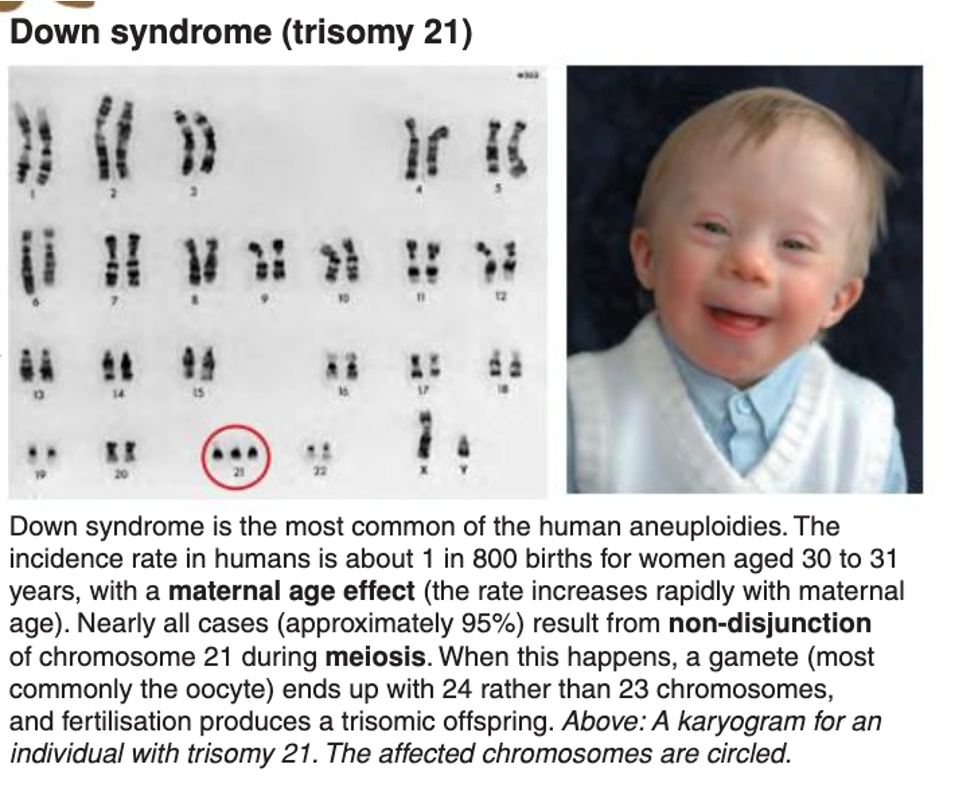 Down syndrome (trisomy 21)
1 2 3 4 5
6 7 8 9 10 11 12
13 14 15 16 17 18
19 20 21 22 X Y
Down syndrome is the most common of the human aneuploidies. The
incidence rate in humans is about 1 in 800 births for women aged 30 to 31
years, with a maternal age effect (the rate increases rapidly with maternal
age). Nearly all cases (approximately 95%) result from non-disjunction
of chromosome 21 during meiosis. When this happens, a gamete (most
commonly the oocyte) ends up with 24 rather than 23 chromosomes,
and fertilisation produces a trisomic offspring. Above: A karyogram for an
individual with trisomy 21. The affected chromosomes are circled.